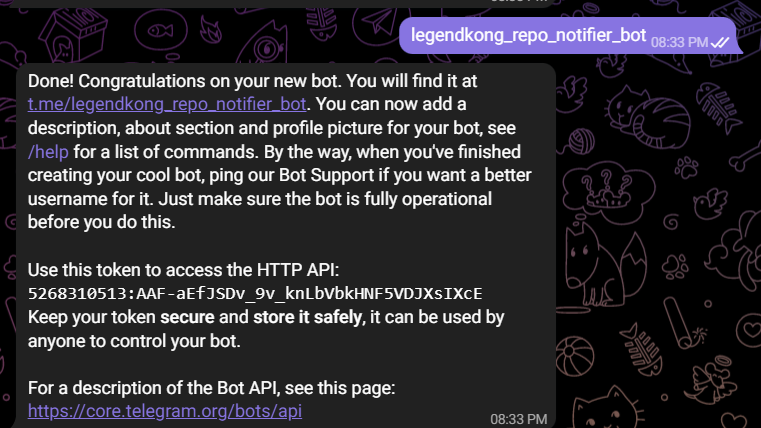 legendkong_repo_notifier_bot 08:33 PM
Done! Congratulations on your new bot. You will find it at
t.me/legendkong_repo_notifier_bot. You can now add a
description, about section and profile picture for your bot, see
/help for a list of commands. By the way, when you've finished
creating your cool bot, ping our Bot Support if you want a better
username for it. Just make sure the bot is fully operational
before you do this.
Use this token to access the HTTP API:
5268310513:AAF-aEfJSDv_9v_knLbVbkHNF5VDJXsIXcE
Keep your token secure and store it safely, it can be used by
anyone to control your bot.
For a description of the Bot API, see this page:
https://core.telegram.org/bots/api
08:33 PM